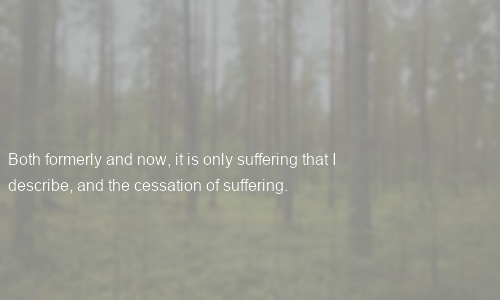 Both formerly and now, it is only suffering that I
describe, and the cessation of suffering.